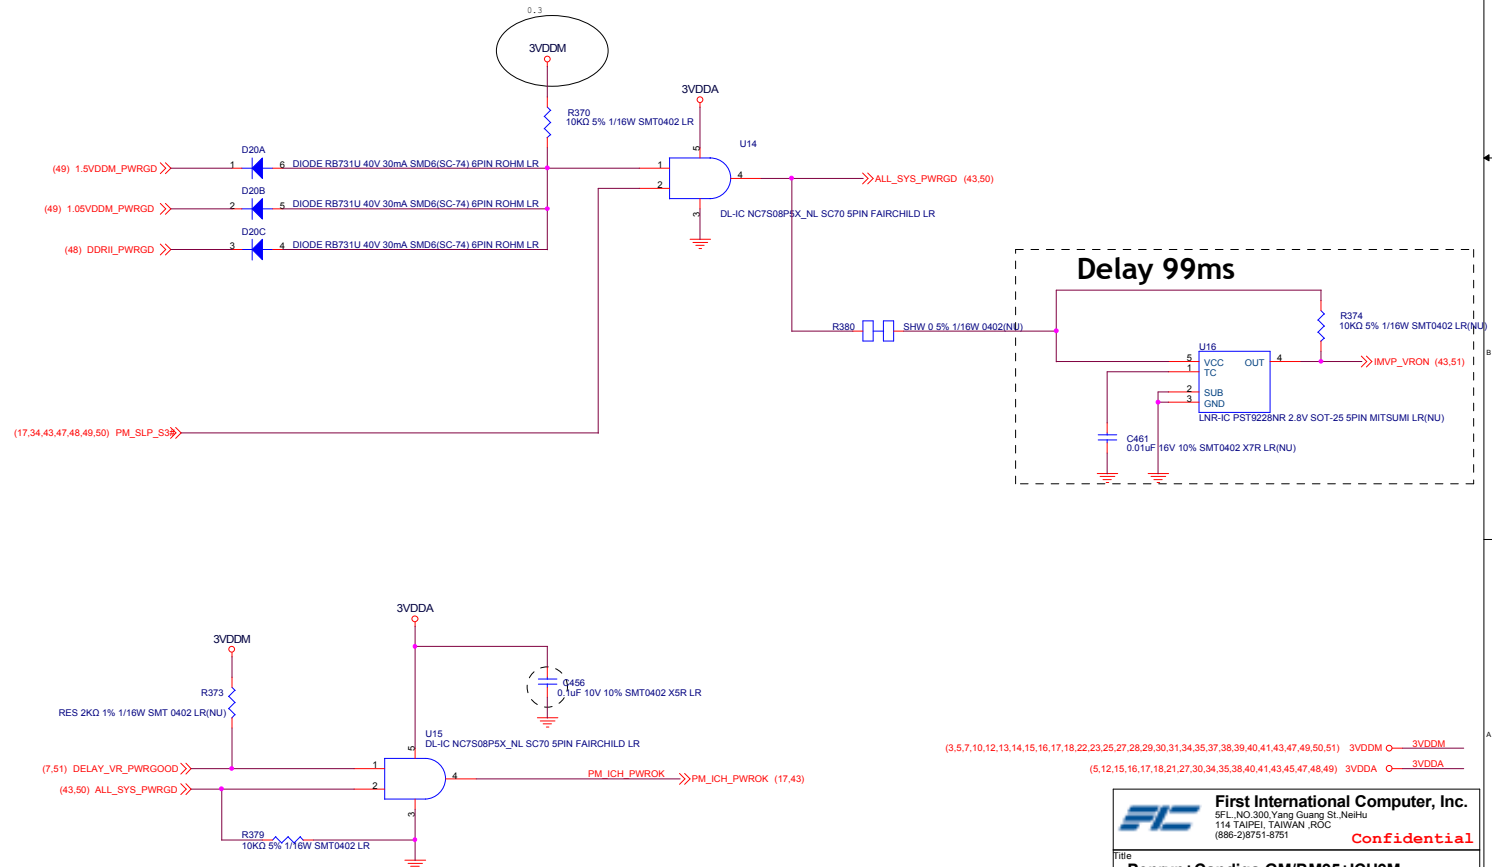 0.3
3VDDM
3VDDA
R370
10KΩ 5% 1/16W SMT0402 LR
U14
D20A
(49) 1.5VDDM_PWRGD
1
6
DIODE RB731U 40V 30mA SMD6(SC-74) 6PIN ROHM LR
1
5
4
ALL_SYS_PWRGD (43,50)
2
D20B
(49) 1.05VDDM_PWRGD
2
5
DIODE RB731U 40V 30mA SMD6(SC-74) 6PIN ROHM LR
3
DL-IC NC7S08P5X_NL SC70 5PIN FAIRCHILD LR
D20C
(48) DDRII_PWRGD
3
4
DIODE RB731U 40V 30mA SMD6(SC-74) 6PIN ROHM LR
Delay 99ms
R380
SHW 0 5% 1/16W 0402(NU)
R374
10KΩ 5% 1/16W SMT0402 LR(NU)
U16
5
VCC
OUT
4
IMVP_VRON (43,51)
1
TC
2
SUB
3
GND
LNR-IC PST9228NR 2.8V SOT-25 5PIN MITSUMI LR(NU)
B
(17,34,43,47,48,49,50) PM_SLP_S3#
C461
0.01uF 16V 10% SMT0402 X7R LR(NU)
3VDDA
3VDDM
R373
RES 2KΩ 1% 1/16W SMT 0402 LR(NU)
C456
0.1uF 10V 10% SMT0402 X5R LR
U15
DL-IC NC7S08P5X_NL SC70 5PIN FAIRCHILD LR
5
(7,51) DELAY_VR_PWRGOOD
1
4
PM_ICH_PWROK
PM_ICH_PWROK (17,43)
(43,50) ALL_SYS_PWRGD
2
3
R379
10KΩ 5% 1/16W SMT0402 LR
A
(3,5,7,10,12,13,14,15,16,17,18,22,23,25,27,28,29,30,31,34,35,37,38,39,40,41,43,47,49,50,51) 3VDDM
3VDDM
(5,12,15,16,17,18,21,27,30,34,35,38,40,41,43,45,47,48,49) 3VDDA
3VDDA
FIC
First International Computer, Inc.
5FL.,NO.300,Yang Guang St.,NeiHu
114 TAIPEI, TAIWAN ,ROC
(886-2)8751-8751
Confidential
Title